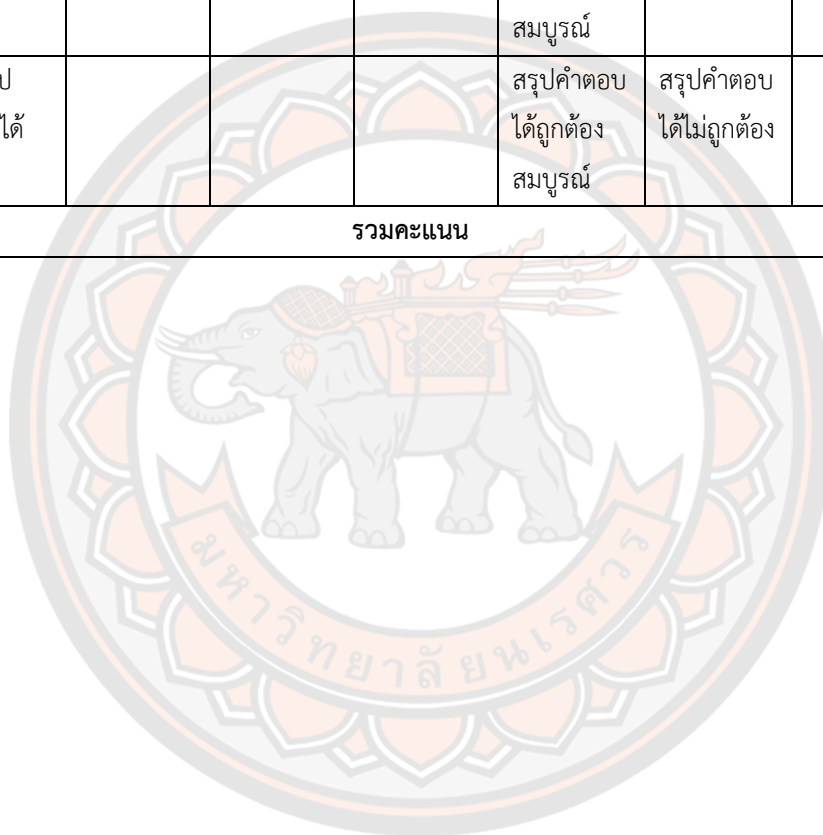 สมบูรณ์
ป สรุปคำตอบ สรุปคำตอบ
ได้ ได้ถูกต้อง ได้ไม่ถูกต้อง
สมบูรณ์
รวมคะแนน
มหาวิทยาลัยนเรศวร